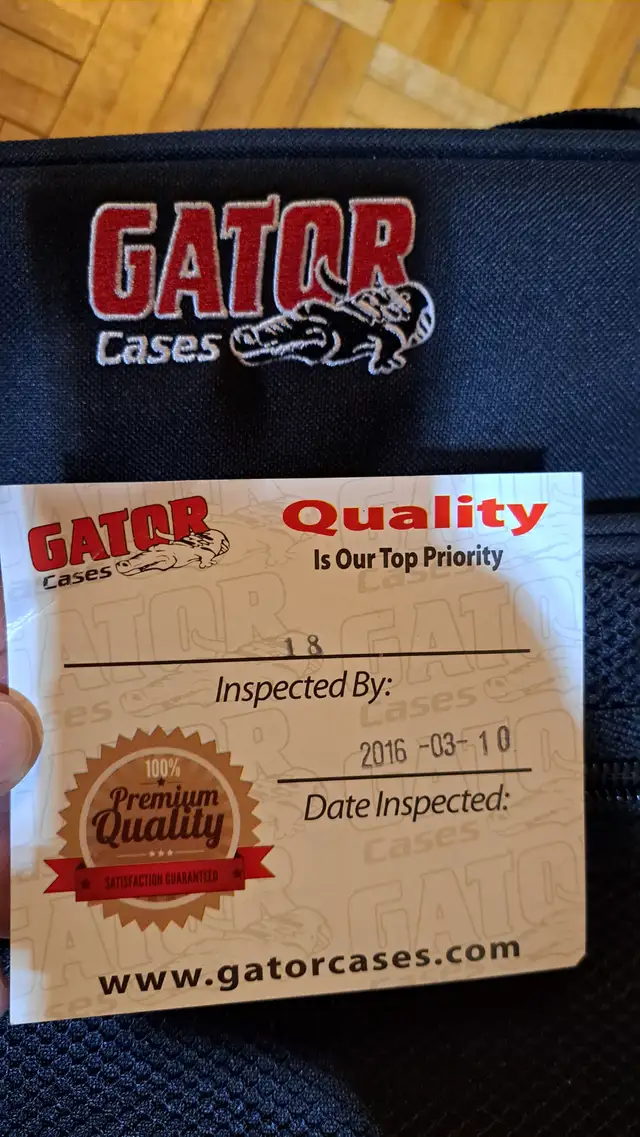 GATOR
Cases
GATOR
Cases
Quality
Is Our Top Priority
18
Inspected By:
2016 -03- 10
Date Inspected:
100%
Premium
Quality
SATISFACTION GUARANTEED
www.gatorcases.com